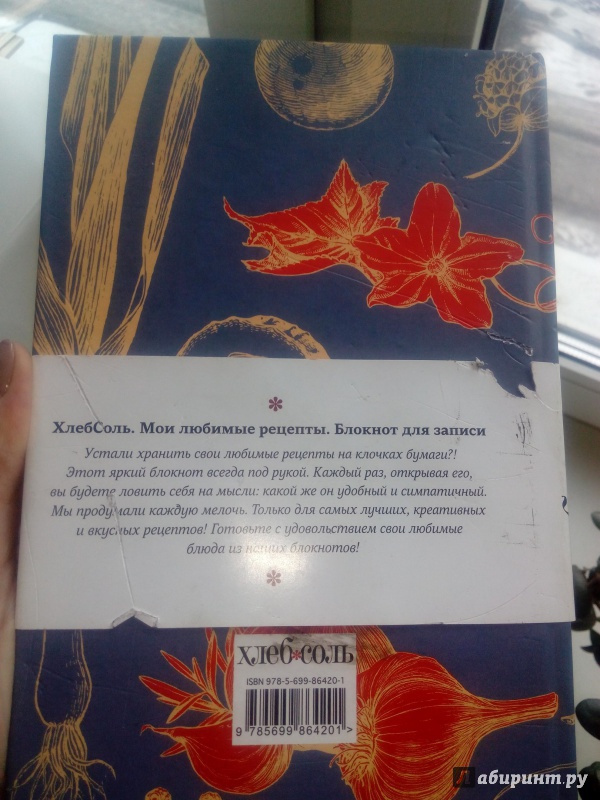 ХлебСоль. Мои любимые рецепты. Блокнот для записи
Устали хранить свои любимые рецепты на клочках бумаги?!
Этот яркий блокнот всегда под рукой. Каждый раз, открывая его,
вы будете ловить себя на мысли: какой же он удобный и симпатичный.
Мы продумали каждую мелочь. Только для самых лучших, креативных
и вкусных рецептов! Готовьте с удовольствием свои любимые
блюда из наших блокнотов!
хлеб*соль
ISBN 978-5-699-86420-1
9 785699 864201 >
Лабиринт.ру